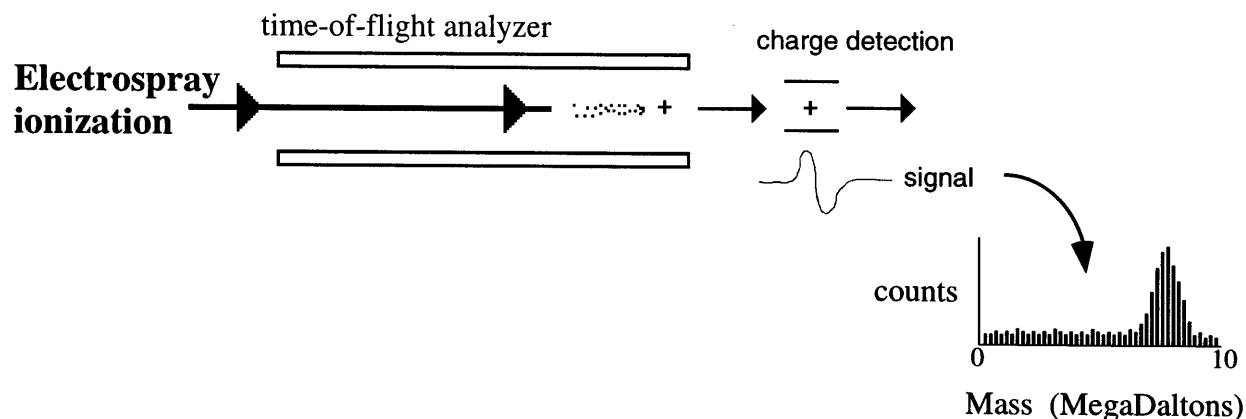 time-of-flight analyzer
charge detection
Electrospray
ionization
+
+
signal
counts
0
10
Mass (MegaDaltons)